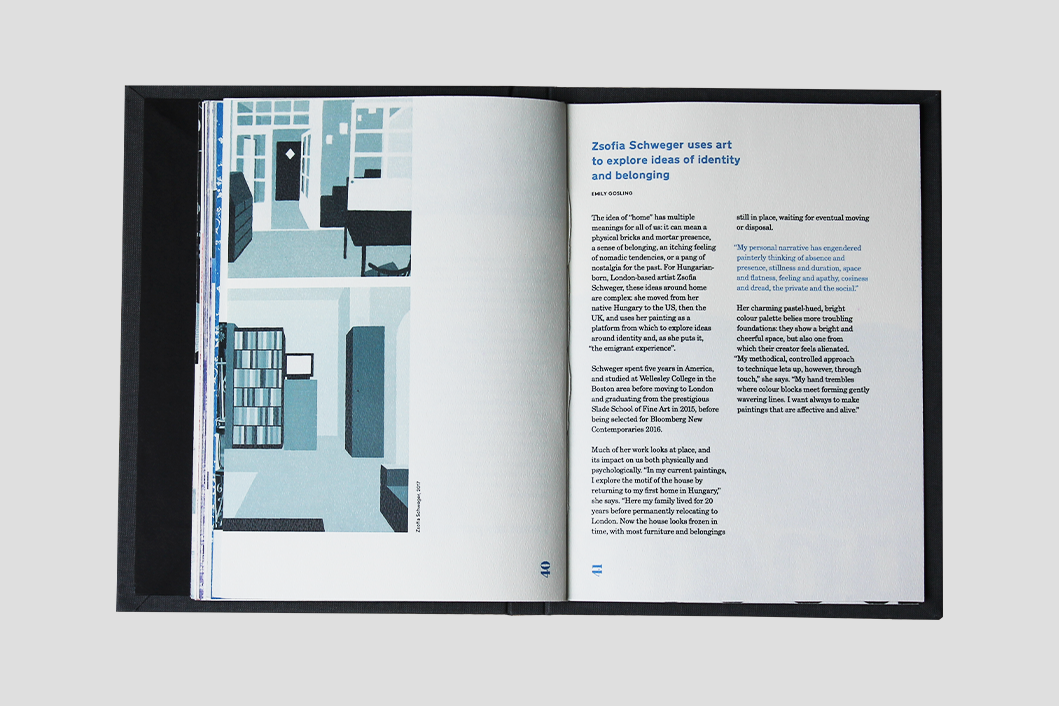 Zsofia Schweger, 2017
40
Zsofia Schweger uses art
to explore ideas of identity
and belonging
EMILY GOSLING
The idea of “home” has multiple
meanings for all of us: it can mean a
physical bricks and mortar presence,
a sense of belonging, an itching feeling
of nomadic tendencies, or a pang of
nostalgia for the past. For Hungarian-
born, London-based artist Zsofia
Schweger, these ideas around home
are complex: she moved from her
native Hungary to the US, then the
UK, and uses her painting as a
platform from which to explore ideas
around identity and, as she puts it,
“the emigrant experience”.
Schweger spent five years in America,
and studied at Wellesley College in the
Boston area before moving to London
and graduating from the prestigious
Slade School of Fine Art in 2015, before
being selected for Bloomberg New
Contemporaries 2016.
Much of her work looks at place, and
its impact on us both physically and
psychologically. “In my current paintings,
I explore the motif of the house by
returning to my first home in Hungary,”
she says. “Here my family lived for 20
years before permanently relocating to
London. Now the house looks frozen in
time, with most furniture and belongings
still in place, waiting for eventual moving
or disposal.
“My personal narrative has engendered
painterly thinking of absence and
presence, stillness and duration, space
and flatness, feeling and apathy, cosiness
and dread, the private and the social.”
Her charming pastel-hued, bright
colour palette belies more troubling
foundations: they show a bright and
cheerful space, but also one from
which their creator feels alienated.
“My methodical, controlled approach
to technique lets up, however, through
touch,” she says. “My hand trembles
where colour blocks meet forming gently
wavering lines. I want always to make
paintings that are affective and alive.”
41